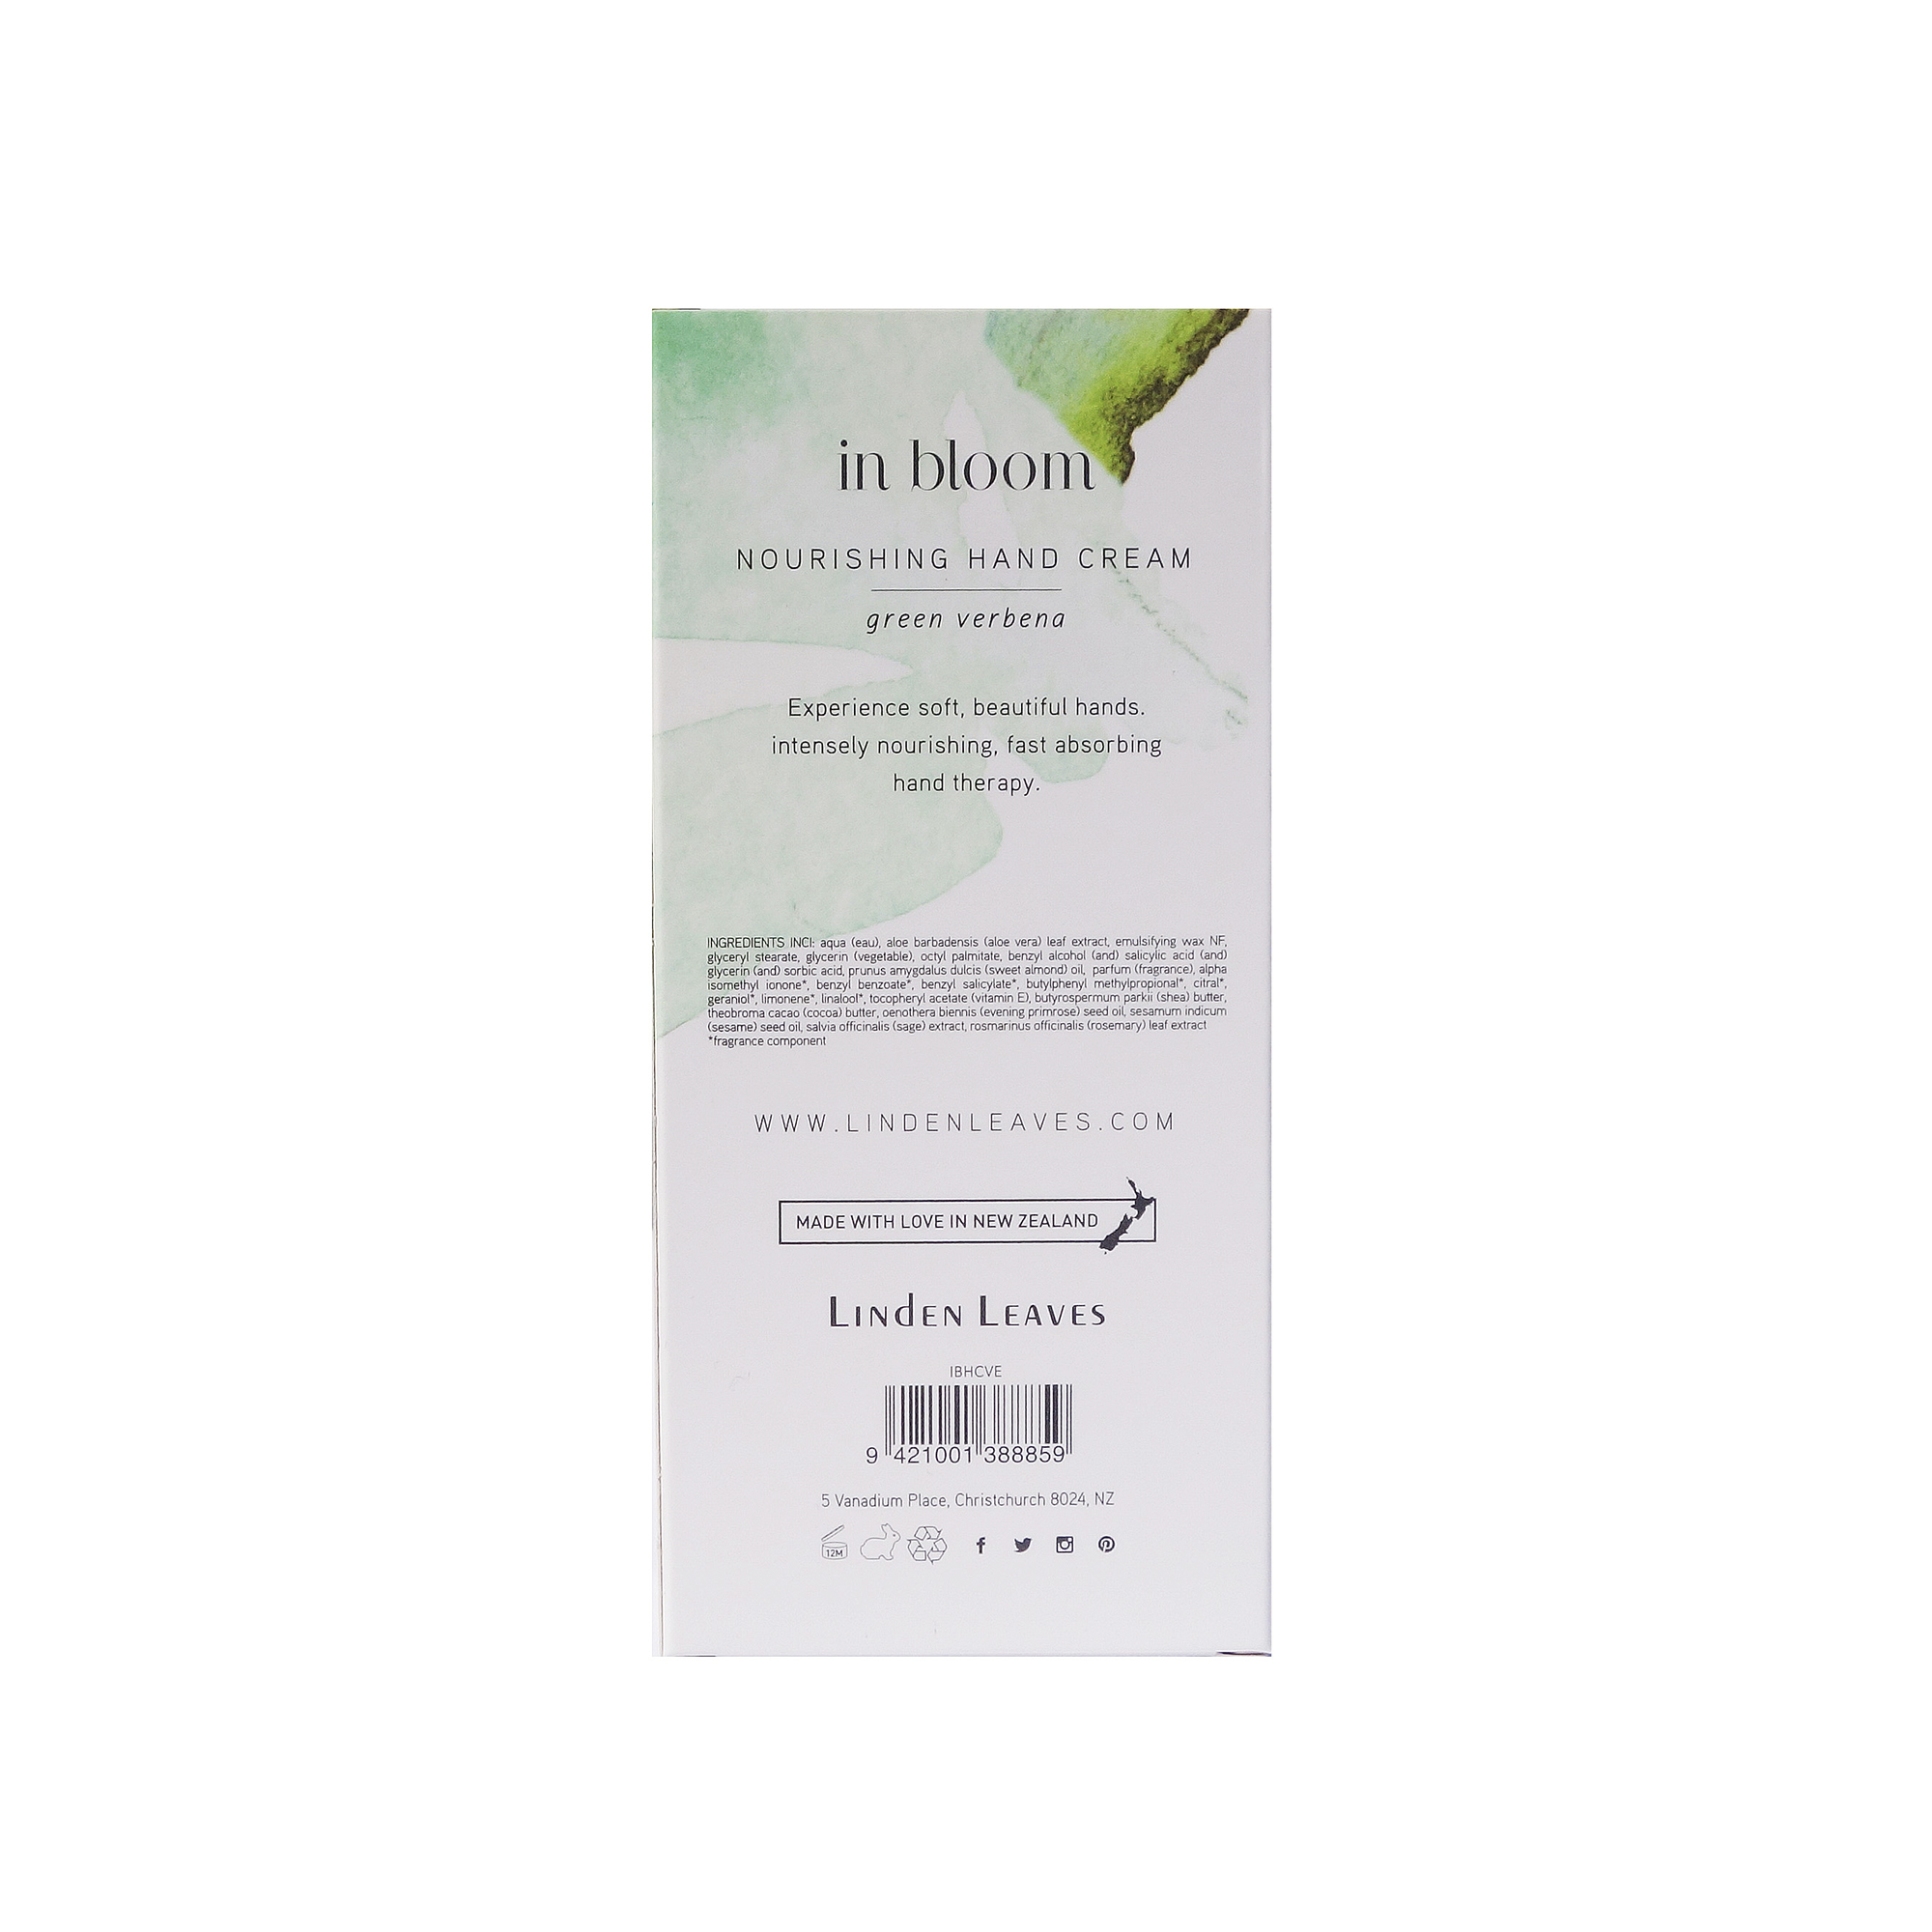 in bloom
NOURISHING HAND CREAM
green verbena
Experience soft, beautiful hands.
intensely nourishing, fast absorbing
hand therapy.
INGREDIENTS INCI: aqua (eau), aloe barbadensis (aloe vera) leaf extract, emulsifying wax NF,
glyceryl stearate, glycerin (vegetable), octyl palmitate, benzyl alcohol (and) salicylic acid (and)
glycerin (and) sorbic acid, prunus amygdalus dulcis (sweet almond) oil, parfum (fragrance), alpha
isomethyl ionone*, benzyl benzoate*, benzyl salicylate*, butylphenyl methylpropional*, citral*,
geraniol*, limonene*, linalool*, tocopheryl acetate (vitamin E), butyrospermum parkii (shea) butter,
theobroma cacao (cocoa) butter, oenothera biennis (evening primrose) seed oil, sesamum indicum
(sesame) seed oil, salvia officinalis (sage) extract, rosmarinus officinalis (rosemary) leaf extract
*fragrance component
WWW.LINDENLEAVES.COM
MADE WITH LOVE IN NEW ZEALAND
LINdEN LEAVES
IBHCVE
9 421001 388859
5 Vanadium Place, Christchurch 8024, NZ
12M